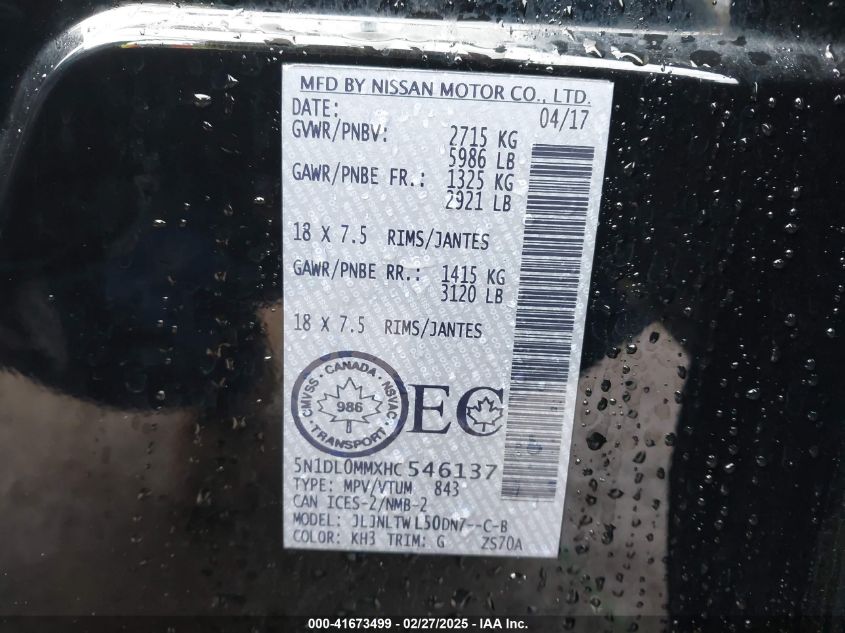 MFD BY NISSAN MOTOR CO., LTD.
DATE: 04/17
GVWR/PNBV: 2715 KG
5986 LB
GAWR/PNBE FR.: 1325 KG
2921 LB
18 X 7.5 RIMS/JANTES
GAWR/PNBE RR.: 1415 KG
3120 LB
18 X 7.5 RIMS/JANTES
CANADA
CMVSS · NSVAC
986
TRANSPORT
EC
5N1DL0MMXHC546137
TYPE: MPV/VTUM 843
CAN ICES-2/NMB-2
MODEL: JLJNLTWL50DN7--C-B
COLOR: KH3 TRIM: G ZS70A
000-41673499 - 02/27/2025 - IAA Inc.